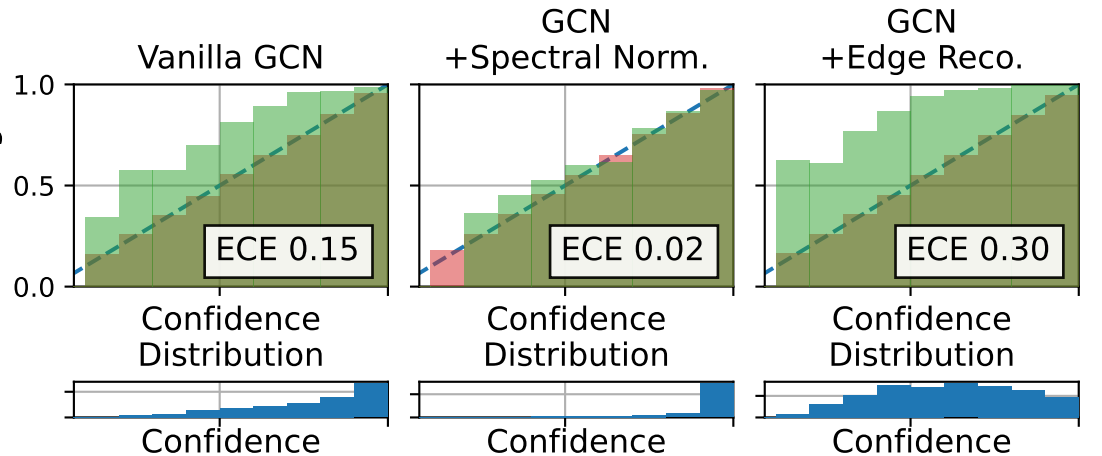 GCN
GCN
Vanilla GCN
+Spectral Norm.
+Edge Reco.
1.0
0.5
0.0
ECE 0.15
ECE 0.02
ECE 0.30
Confidence
Confidence
Confidence
Distribution
Distribution
Distribution
Confidence
Confidence
Confidence